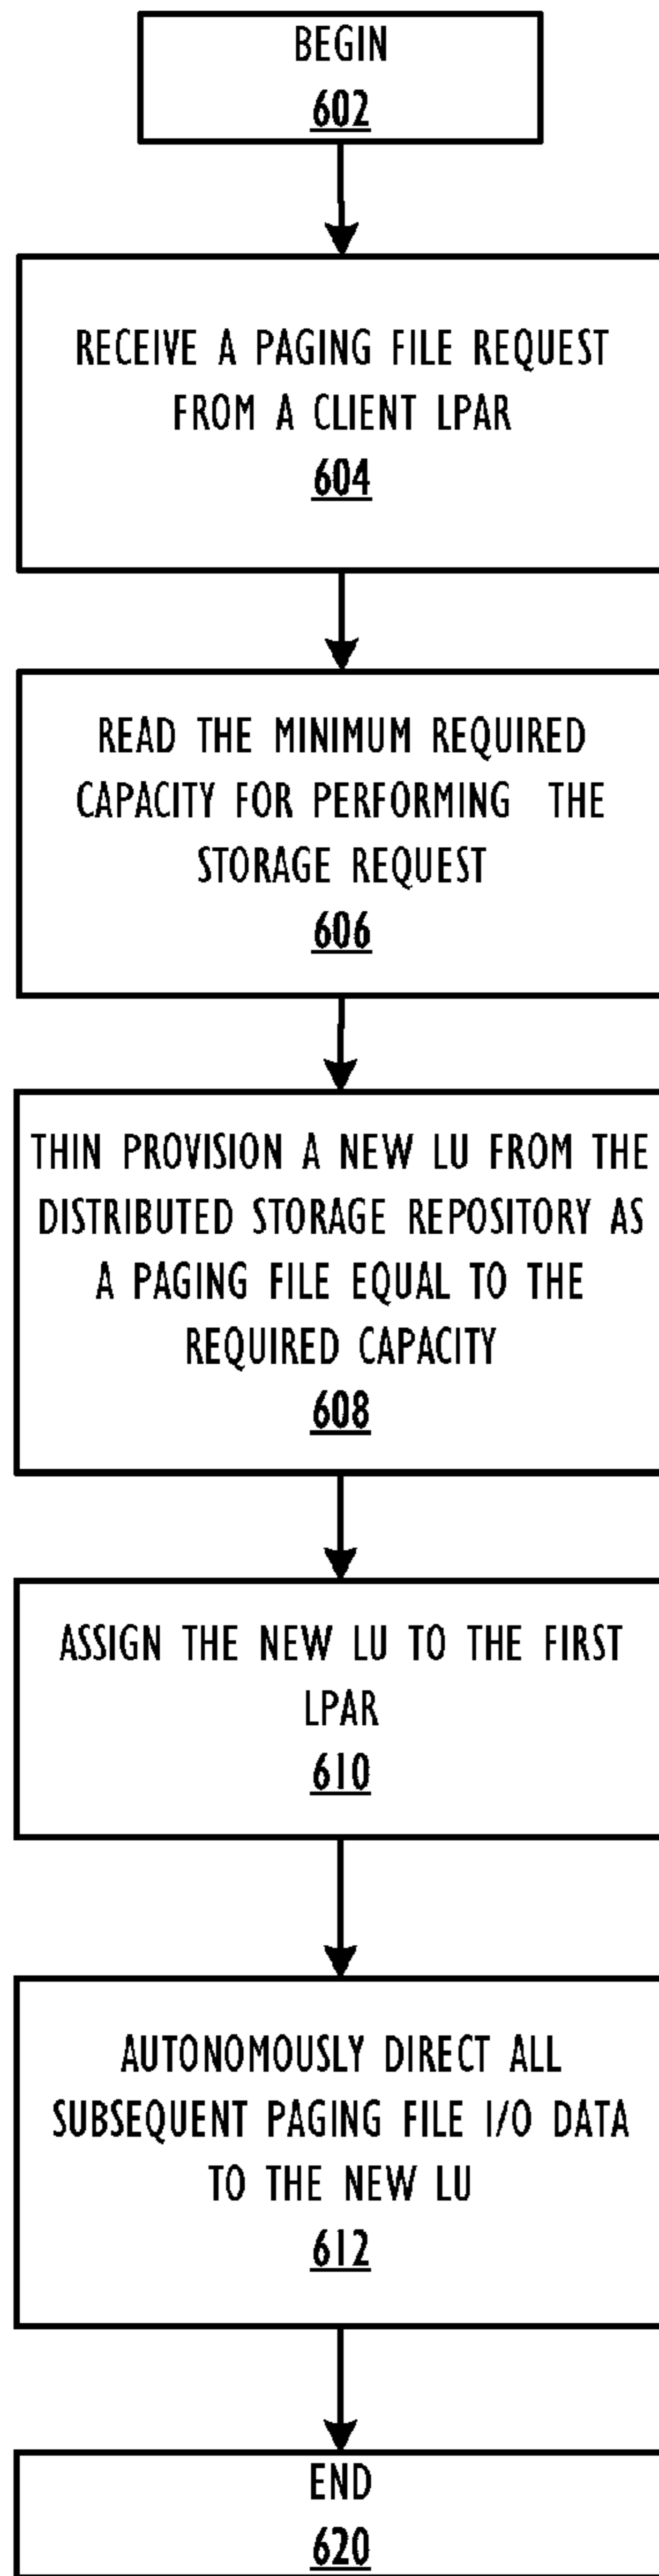 BEGIN
602
RECEIVE A PAGING FILE REQUEST
FROM A CLIENT LPAR
604
READ THE MINIMUM REQUIRED
CAPACITY FOR PERFORMING THE
STORAGE REQUEST
606
THIN PROVISION A NEW LU FROM THE
DISTRIBUTED STORAGE REPOSITORY AS
A PAGING FILE EQUAL TO THE
REQUIRED CAPACITY
608
ASSIGN THE NEW LU TO THE FIRST
LPAR
610
AUTONOMOUSLY DIRECT ALL
SUBSEQUENT PAGING FILE I/O DATA
TO THE NEW LU
612
END
620